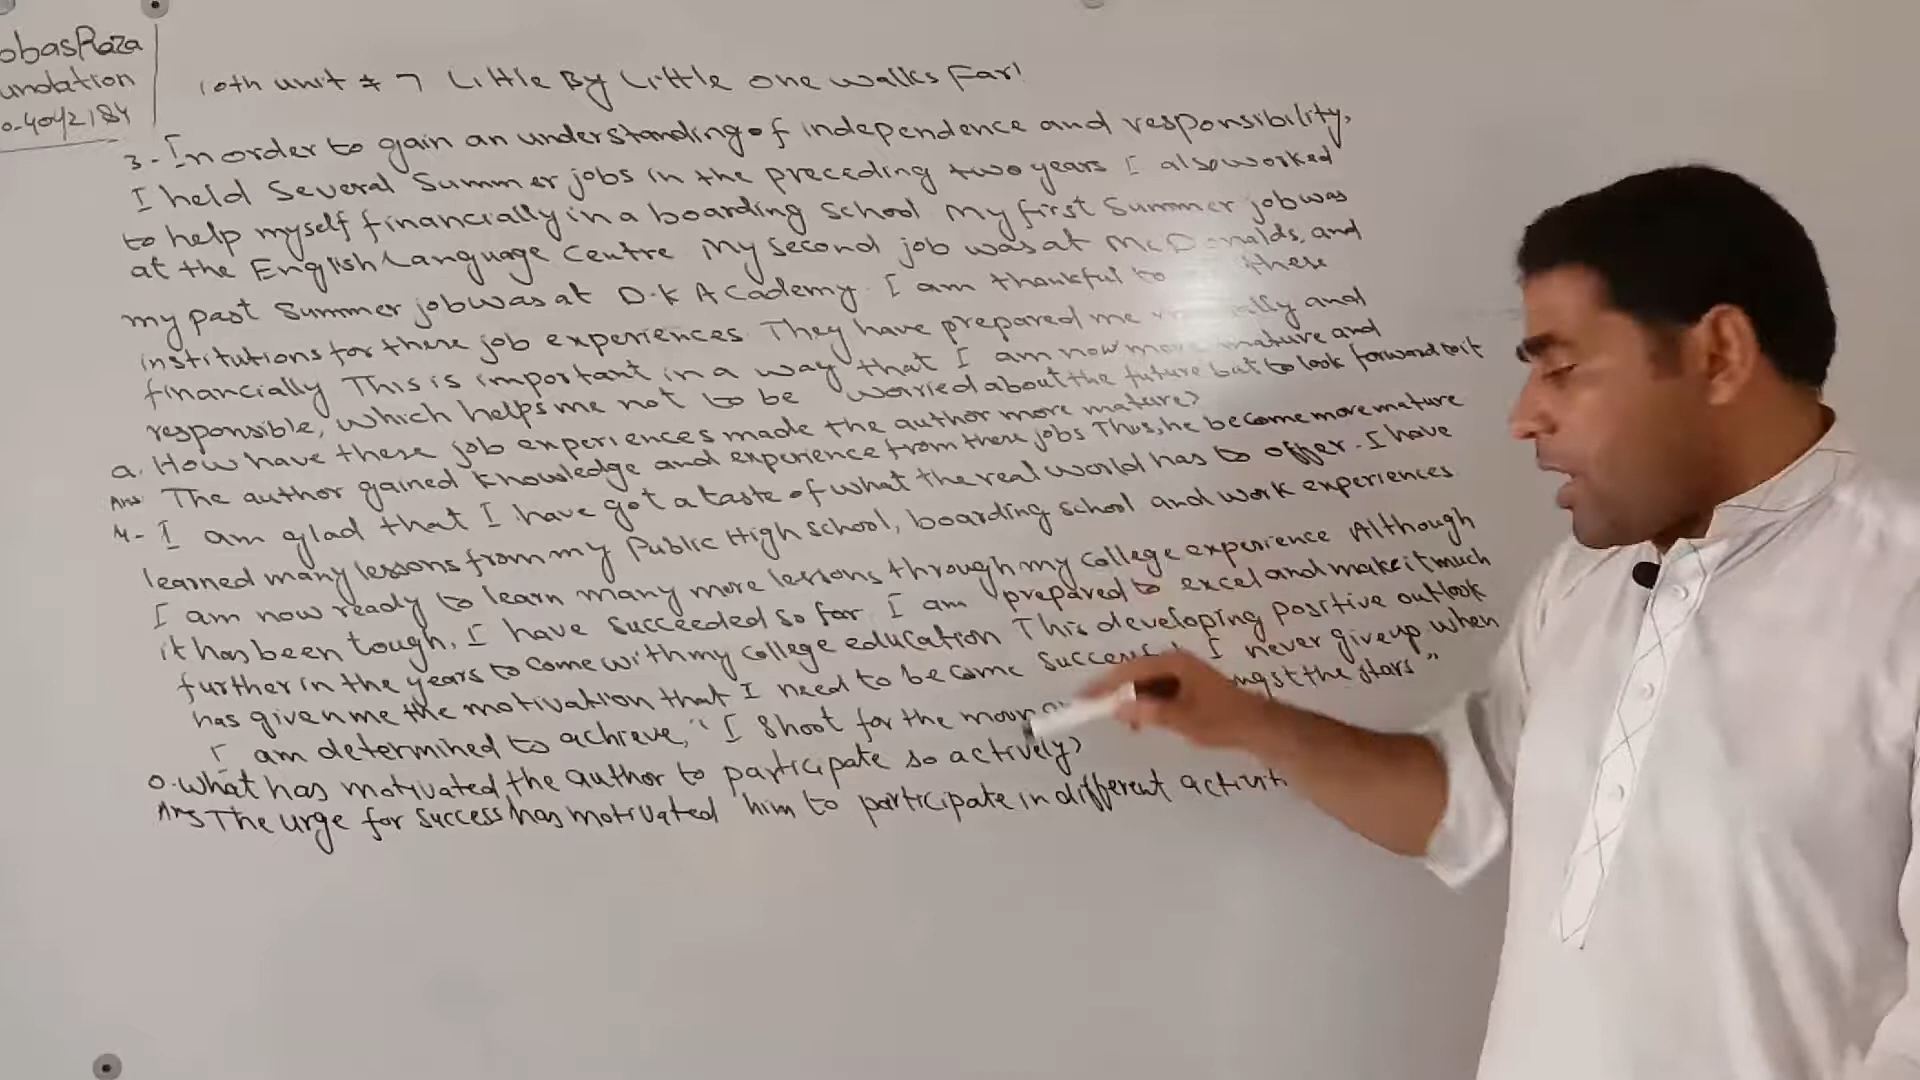 obasRaza
undation
0-4042184
10th unit # 7 Little By Little one walks Far!
3- In order to gain an understanding of independence and responsibility,
I held several Summer jobs in the preceding two years I also worked
to help myself financially in a boarding School My first Summer job was
at the English Language Centre My second job was at McDonalds, and
my past Summer job was at D.K Academy. I am thankful to these
institutions for there job experiences. They have prepared me and
financially This is important in a way that I am now more mature and
responsible, which helps me not to be worried about the future but to look forward to it
Q. How have there job experiences made the author more mature?
Ans The author gained knowledge and experience from there jobs Thus, he become more mature
4- I am glad that I have got a taste of what the real world has to offer. I have
learned many lessons from my Public High School, boarding school and work experiences
I am now ready to learn many more lessons through my College experience Although
it has been tough, I have succeeded so far. I am prepared to excel and make it much
further in the years to come with my college education This developing positive outlook
has given me the motivation that I need to become I never give up when
I am determined to achieve, "I Shoot for the moon the stars"
Q. What has motivated the author to participate so actively?
Ans The urge for success has motivated him to participate in different